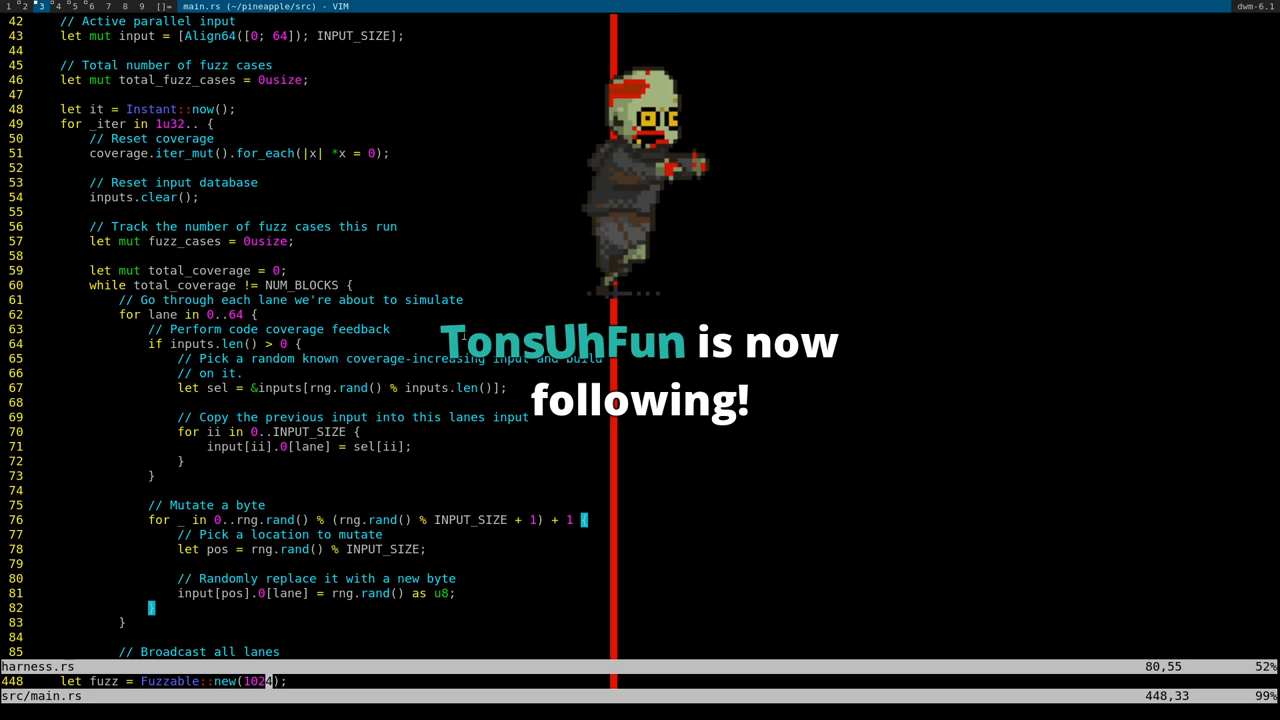 1 2 3 4 5 6 7 8 9 []= main.rs (~/pineapple/src) - VIM dwm-6.1
42 // Active parallel input
43 let mut input = [Align64([0; 64]); INPUT_SIZE];
44
45 // Total number of fuzz cases
46 let mut total_fuzz_cases = 0usize;
47
48 let it = Instant::now();
49 for _iter in 1u32.. {
50 // Reset coverage
51 coverage.iter_mut().for_each(|x| *x = 0);
52
53 // Reset input database
54 inputs.clear();
55
56 // Track the number of fuzz cases this run
57 let mut fuzz_cases = 0usize;
58
59 let mut total_coverage = 0;
60 while total_coverage != NUM_BLOCKS {
61 // Go through each lane we're about to simulate
62 for lane in 0..64 {
63 // Perform code coverage feedback
64 if inputs.len() > 0 {
65 // Pick a random known coverage-increasing input and build
66 // on it.
67 let sel = &inputs[rng.rand() % inputs.len()];
68
69 // Copy the previous input into this lanes input
70 for ii in 0..INPUT_SIZE {
71 input[ii].0[lane] = sel[ii];
72 }
73 }
74
75 // Mutate a byte
76 for _ in 0..rng.rand() % (rng.rand() % INPUT_SIZE + 1) + 1 {
77 // Pick a location to mutate
78 let pos = rng.rand() % INPUT_SIZE;
79
80 // Randomly replace it with a new byte
81 input[pos].0[lane] = rng.rand() as u8;
82 }
83 }
84
85 // Broadcast all lanes
harness.rs 80,55 52%
448 let fuzz = Fuzzable::new(1024);
src/main.rs 448,33 99%
TonsUhFun is now
following!